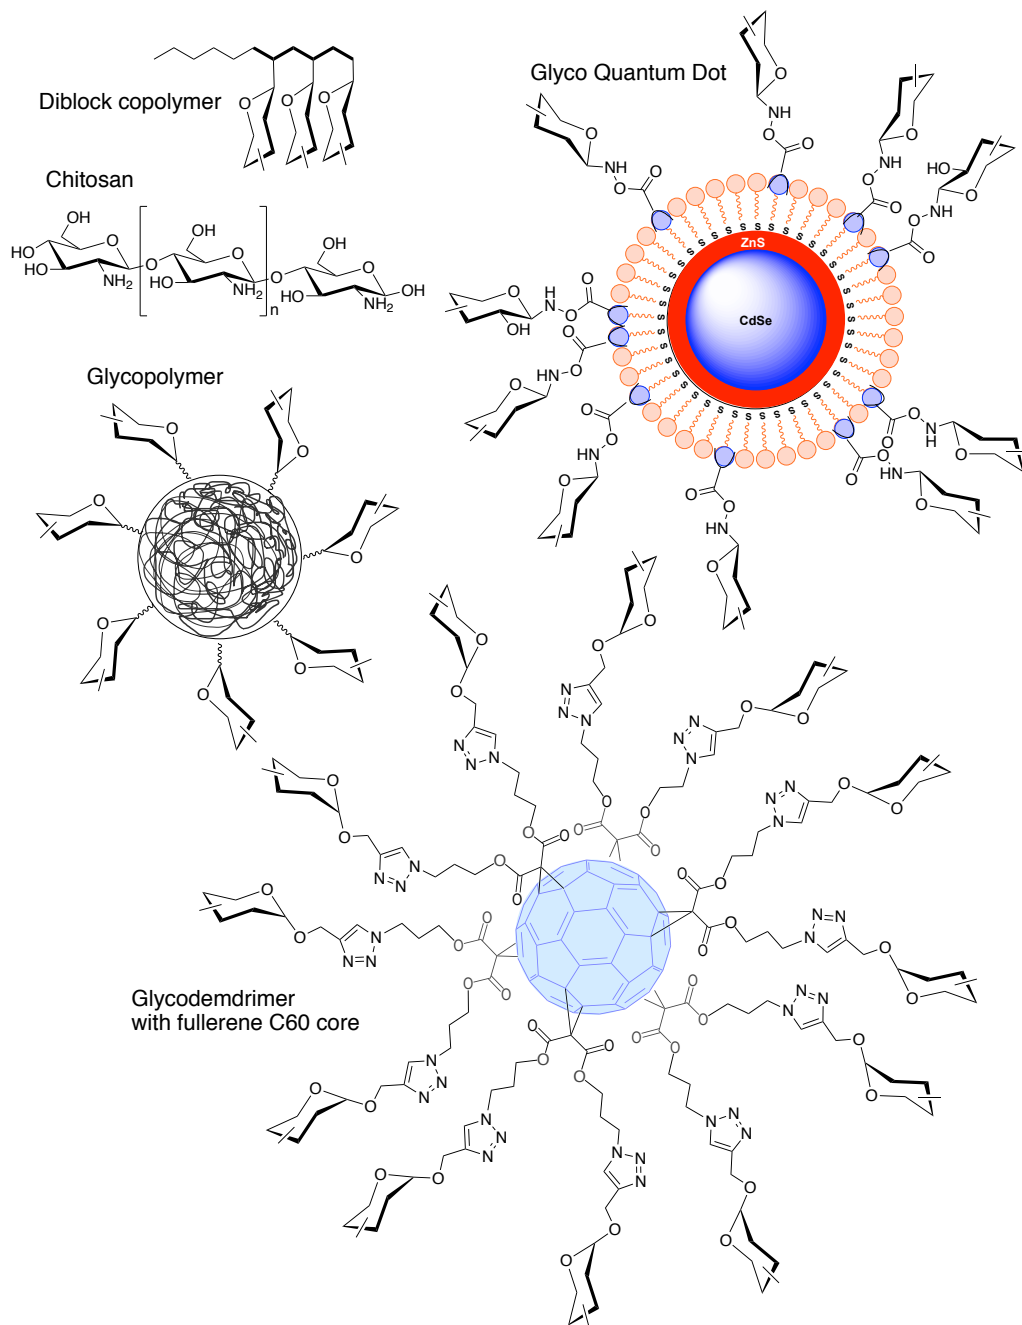 Diblock copolymer
Glyco Quantum Dot
Chitosan
OH
HO
HO
NH2
O
O
OH
HO
NH2
n
O
O
OH
HO
NH2
OH
ZnS
CdSe
Glycopolymer
Glycodemdrimer
with fullerene C60 core